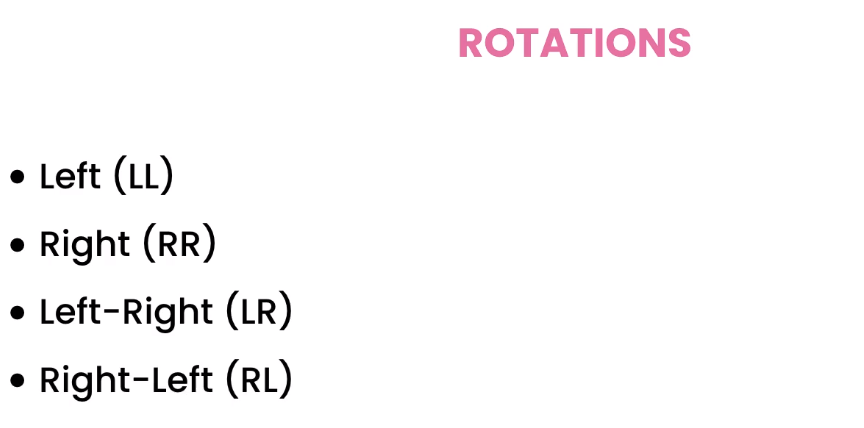 ROTATIONS
• Left (LL)
• Right (RR)
• Left-Right (LR)
• Right-Left (RL)